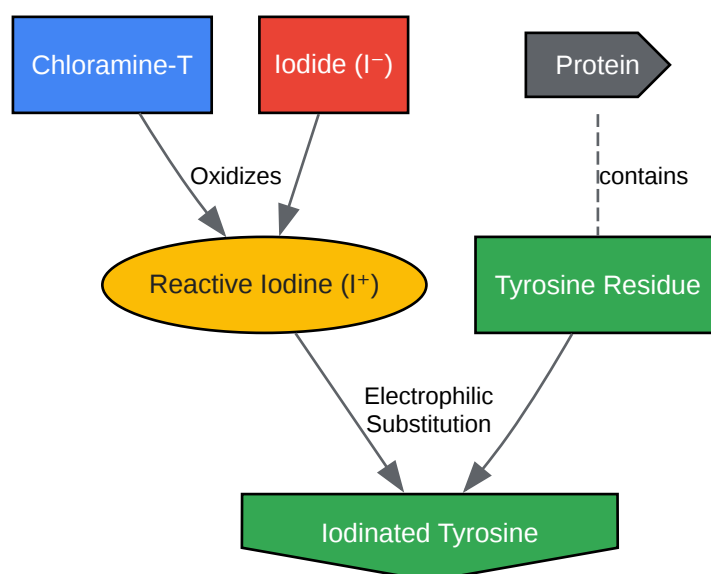 Chloramine-T
Iodide (I⁻)
Protein
Oxidizes
contains
Reactive Iodine (I⁺)
Tyrosine Residue
Electrophilic
Substitution
Iodinated Tyrosine